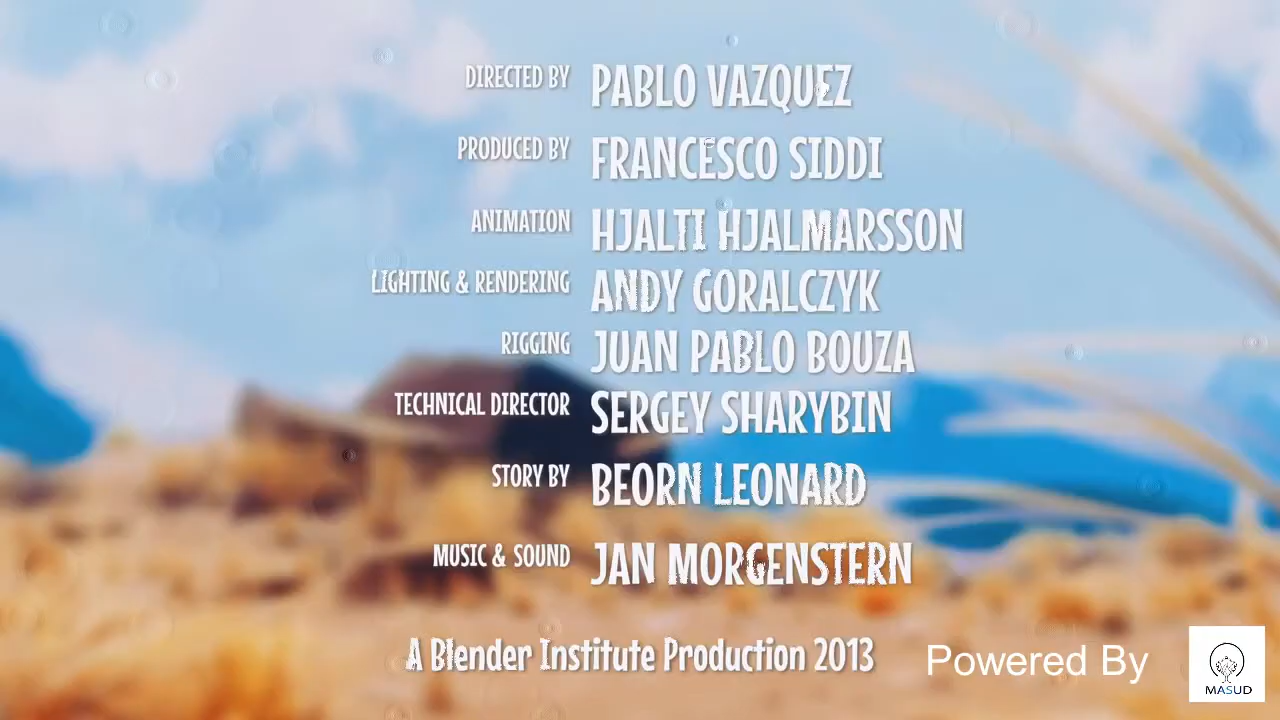 DIRECTED BY PABLO VAZQUEZ
PRODUCED BY FRANCESCO SIDDI
ANIMATION HJALTI HJALMARSSON
LIGHTING & RENDERING ANDY GORALCZYK
RIGGING JUAN PABLO BOUZA
TECHNICAL DIRECTOR SERGEY SHARYBIN
STORY BY BEORN LEONARD
MUSIC & SOUND JAN MORGENSTERN
A Blender Institute Production 2013
Powered By
MASUD